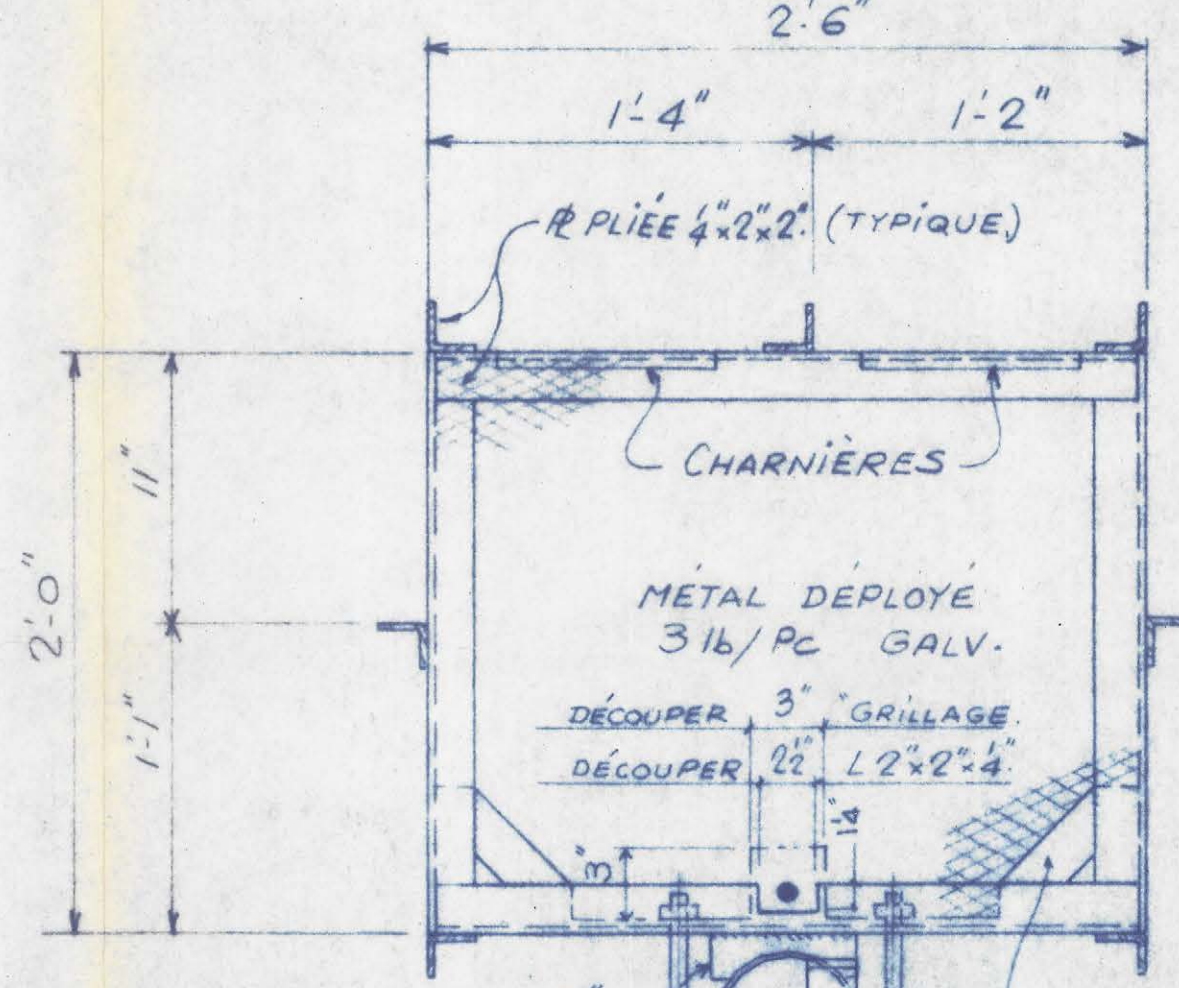 2'-6"
1'-4" 1'-2"
PL PLIÉE 1/4"x2"x2". (TYPIQUE)
11"
CHARNIÈRES
2'-0"
MÉTAL DÉPLOYÉ
3 lb/PC GALV.
1'-1"
DÉCOUPER 3" GRILLAGE.
DÉCOUPER 2 1/2" L 2"x2"x1/4".
3" 1 1/4"